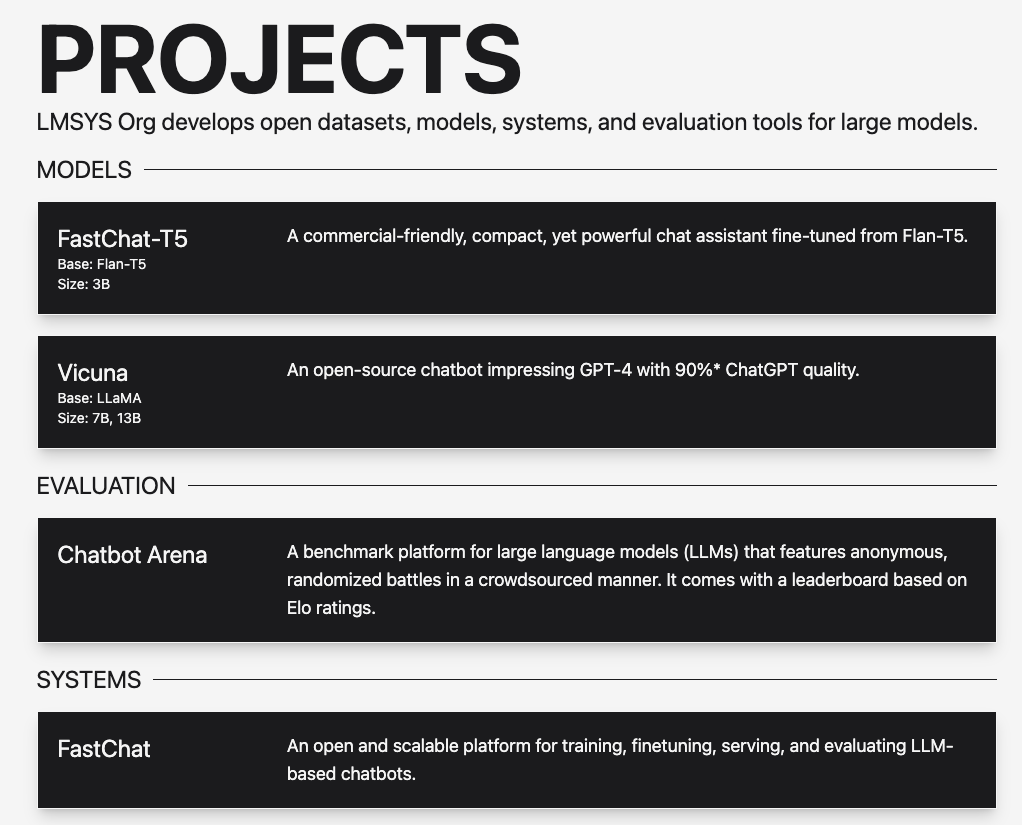 PROJECTS
LMSYS Org develops open datasets, models, systems, and evaluation tools for large models.
MODELS
FastChat-T5
Base: Flan-T5
Size: 3B
A commercial-friendly, compact, yet powerful chat assistant fine-tuned from Flan-T5.
Vicuna
Base: LLaMA
Size: 7B, 13B
An open-source chatbot impressing GPT-4 with 90%* ChatGPT quality.
EVALUATION
Chatbot Arena
A benchmark platform for large language models (LLMs) that features anonymous,
randomized battles in a crowdsourced manner. It comes with a leaderboard based on
Elo ratings.
SYSTEMS
FastChat
An open and scalable platform for training, finetuning, serving, and evaluating LLM-
based chatbots.